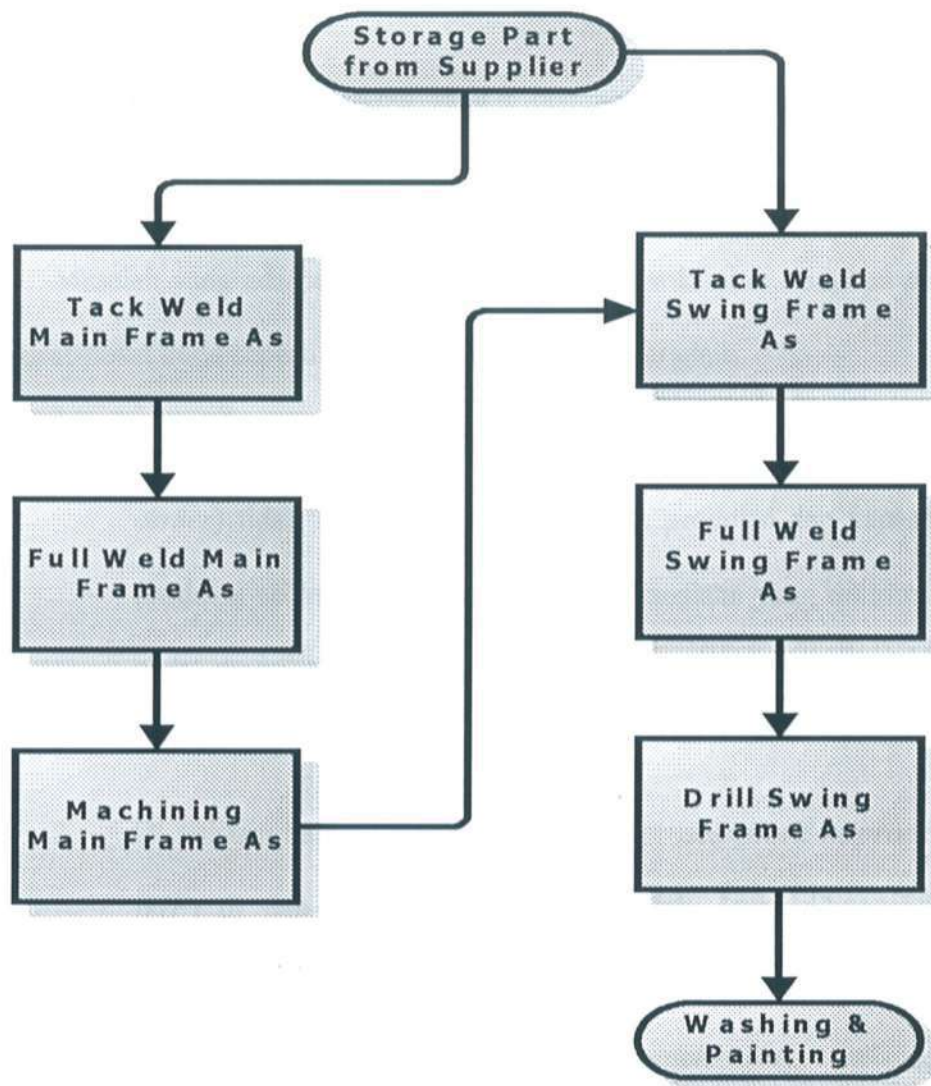 Storage Part
from Supplier
Tack Weld
Main Frame As
Full Weld Main
Frame As
Machining
Main Frame As
Tack Weld
Swing Frame
As
Full Weld
Swing Frame
As
Drill Swing
Frame As
Washing &
Painting